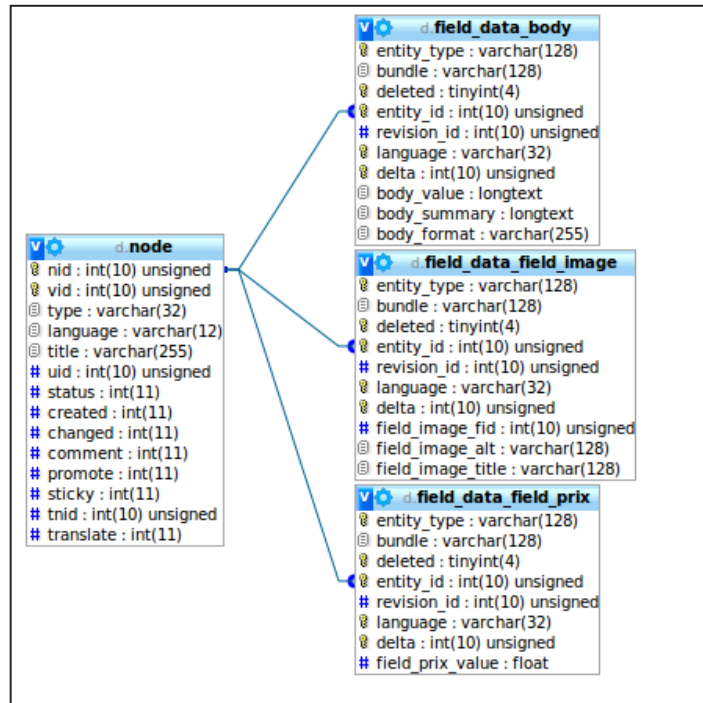 d.node
nid : int(10) unsigned
vid : int(10) unsigned
type : varchar(32)
language : varchar(12)
title : varchar(255)
# uid : int(10) unsigned
# status : int(11)
# created : int(11)
# changed : int(11)
# comment : int(11)
# promote : int(11)
# sticky : int(11)
# tnid : int(10) unsigned
# translate : int(11)
V d.field_data_body
entity_type : varchar(128)
bundle : varchar(128)
deleted : tinyint(4)
entity_id : int(10) unsigned
# revision_id : int(10) unsigned
language : varchar(32)
delta : int(10) unsigned
body_value : longtext
body_summary : longtext
body_format : varchar(255)
V d.field_data_field_image
entity_type : varchar(128)
bundle : varchar(128)
deleted : tinyint(4)
entity_id : int(10) unsigned
# revision_id : int(10) unsigned
language : varchar(32)
delta : int(10) unsigned
# field_image_fid : int(10) unsigned
field_image_alt : varchar(128)
field_image_title : varchar(128)
V d.field_data_field_prix
entity_type : varchar(128)
bundle : varchar(128)
deleted : tinyint(4)
entity_id : int(10) unsigned
# revision_id : int(10) unsigned
language : varchar(32)
delta : int(10) unsigned
# field_prix_value : float